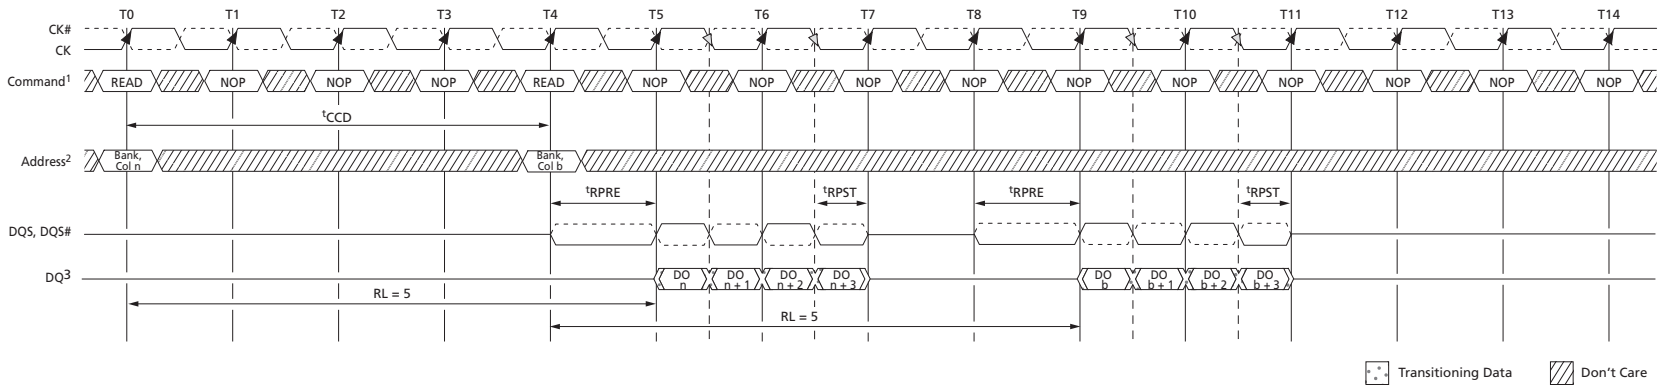 T0 T1 T2 T3 T4 T5 T6 T7 T8 T9 T10 T11 T12 T13 T14
CK#
CK
Command1 READ NOP NOP NOP READ NOP NOP NOP NOP NOP NOP NOP NOP NOP NOP
tCCD
Address2 Bank, Col n Bank, Col b
tRPRE tRPST tRPRE tRPST
DQS, DQS#
DQ3 DO n DO n + 1 DO n + 2 DO n + 3 DO b DO b + 1 DO b + 2 DO b + 3
RL = 5
RL = 5
Transitioning Data Don't Care